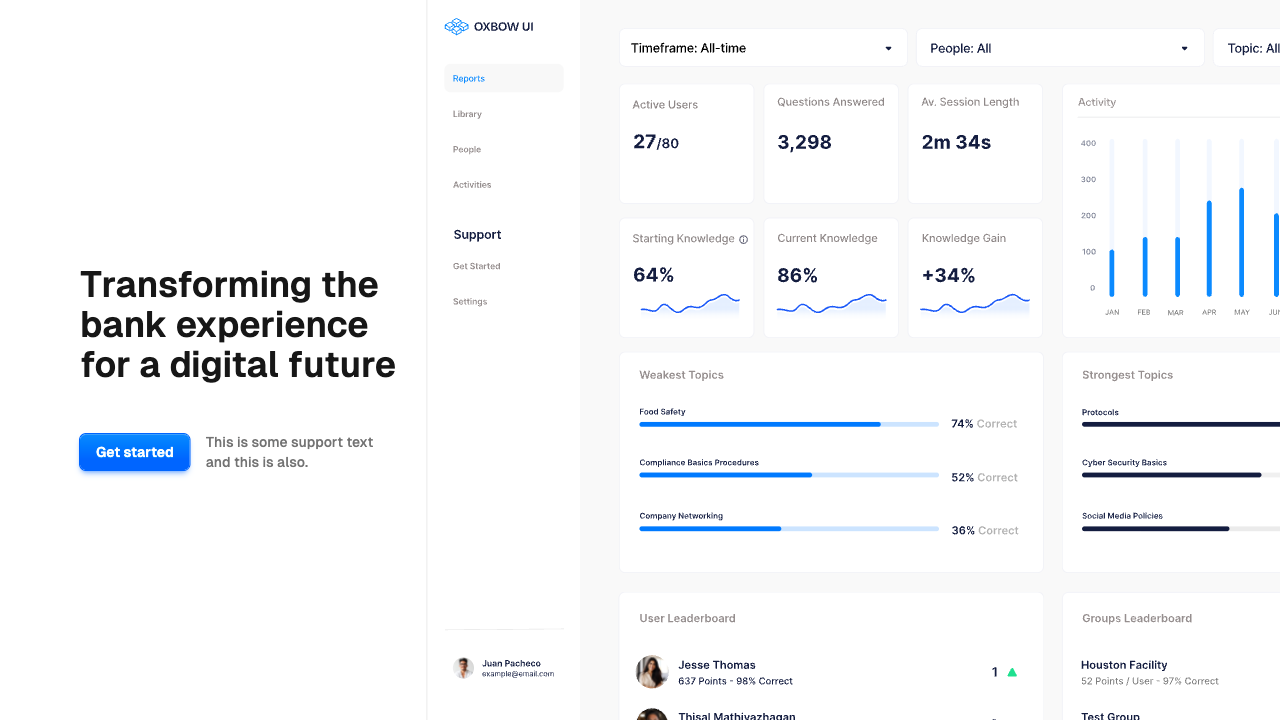 Transforming the
bank experience
for a digital future
Get started
This is some support text
and this is also.
OXBOW UI
Reports
Library
People
Activities
Support
Get Started
Settings
Juan Pacheco
example@email.com
Timeframe: All-time
People: All
Topic: All
Active Users
27/80
Questions Answered
3,298
Av. Session Length
2m 34s
Starting Knowledge
64%
Current Knowledge
86%
Knowledge Gain
+34%
Activity
400
300
200
100
0
JAN
FEB
MAR
APR
MAY
JUN
Weakest Topics
Food Safety
74% Correct
Compliance Basics Procedures
52% Correct
Company Networking
36% Correct
Strongest Topics
Protocols
Cyber Security Basics
Social Media Policies
User Leaderboard
Jesse Thomas
637 Points - 98% Correct
1
Thisal Mathiyazhagan
Groups Leaderboard
Houston Facility
52 Points / User - 97% Correct
Test Group